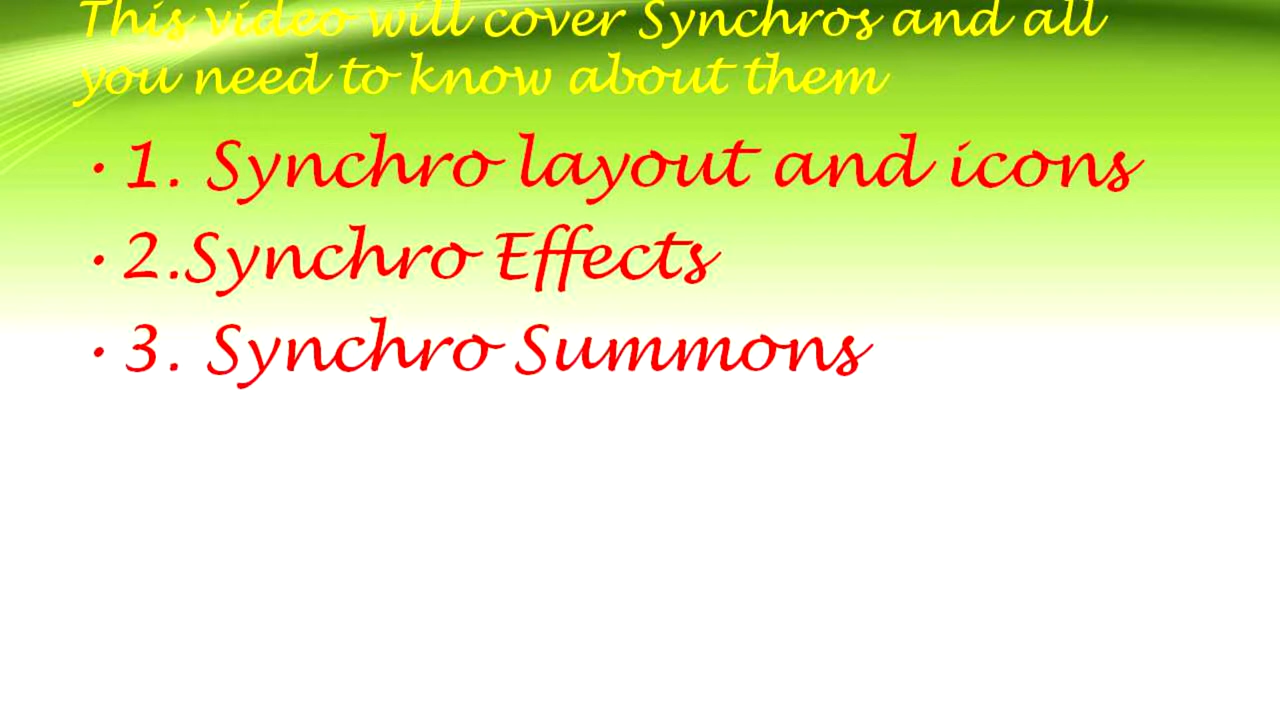 This video will cover Synchros and all
you need to know about them
• 1. Synchro layout and icons
• 2.Synchro Effects
• 3. Synchro Summons